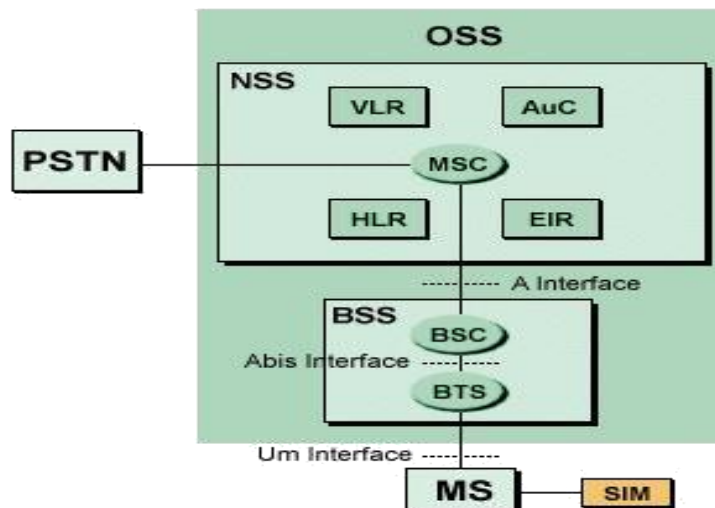 OSS
NSS
VLR
AuC
PSTN
MSC
HLR
EIR
A Interface
BSS
BSC
Abis Interface
BTS
Um Interface
MS
SIM